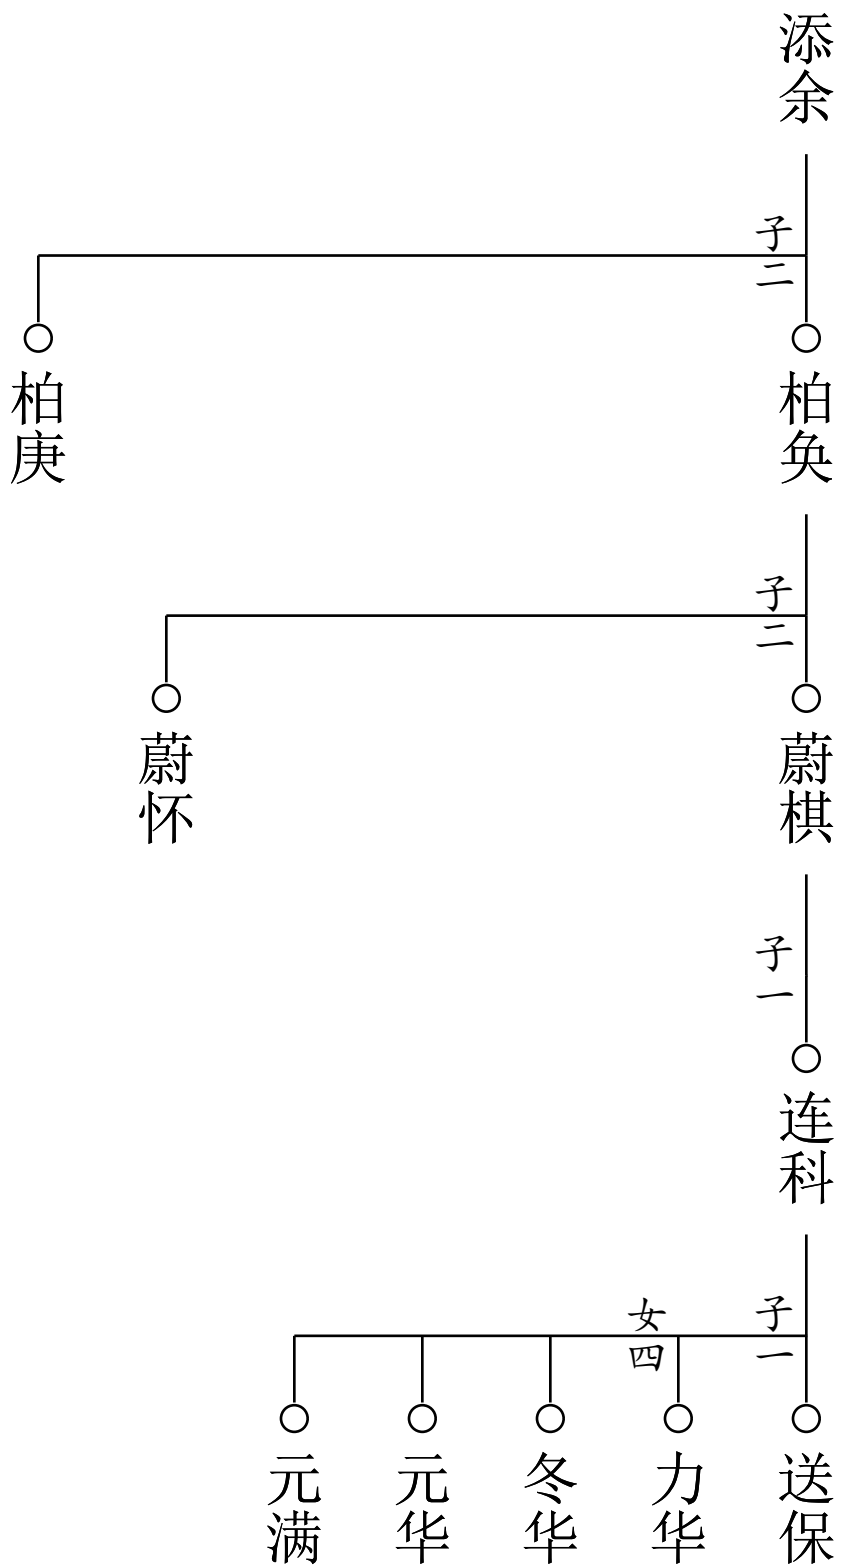 添余
子二
柏奂
柏庚
子二
蔚棋
蔚怀
子一
连科
子一
女四
送保
力华
冬华
元华
元满